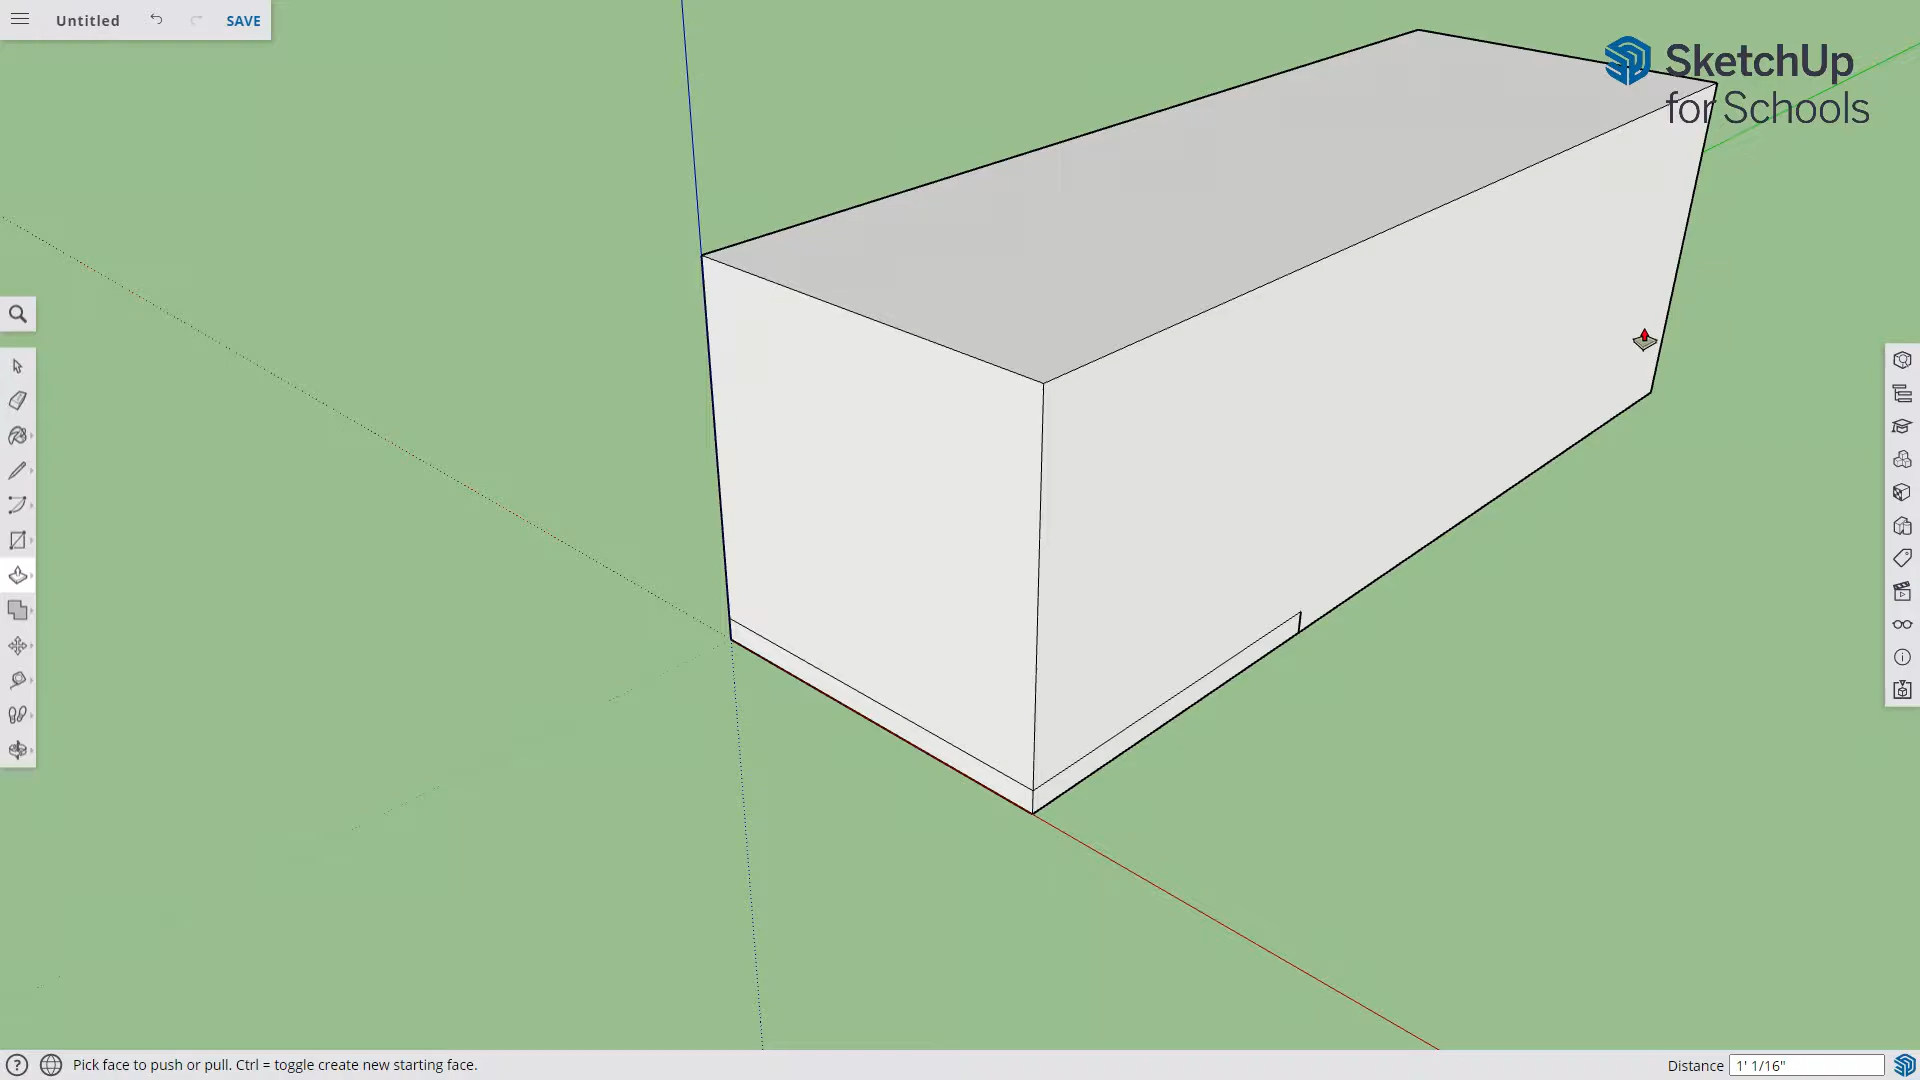 Untitled
SAVE
SketchUp
for Schools
Pick face to push or pull. Ctrl = toggle create new starting face.
Distance 1' 1/16"